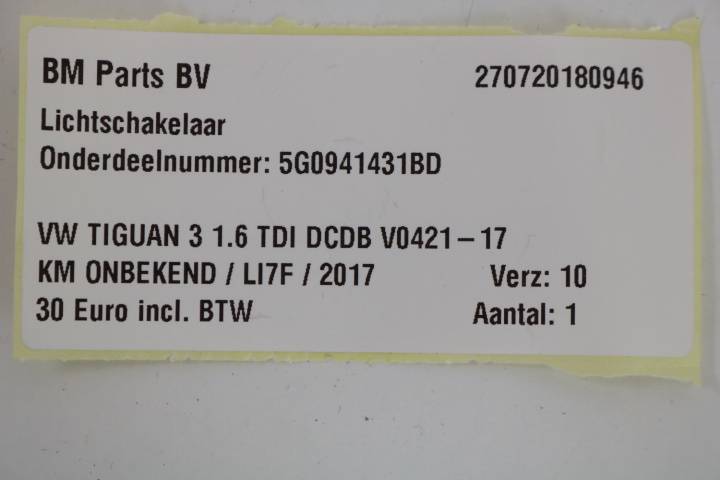 BM Parts BV 270720180946
Lichtschakelaar
Onderdeelnummer: 5G0941431BD
VW TIGUAN 3 1.6 TDI DCDB V0421-17
KM ONBEKEND / LI7F / 2017 Verz: 10
30 Euro incl. BTW Aantal: 1